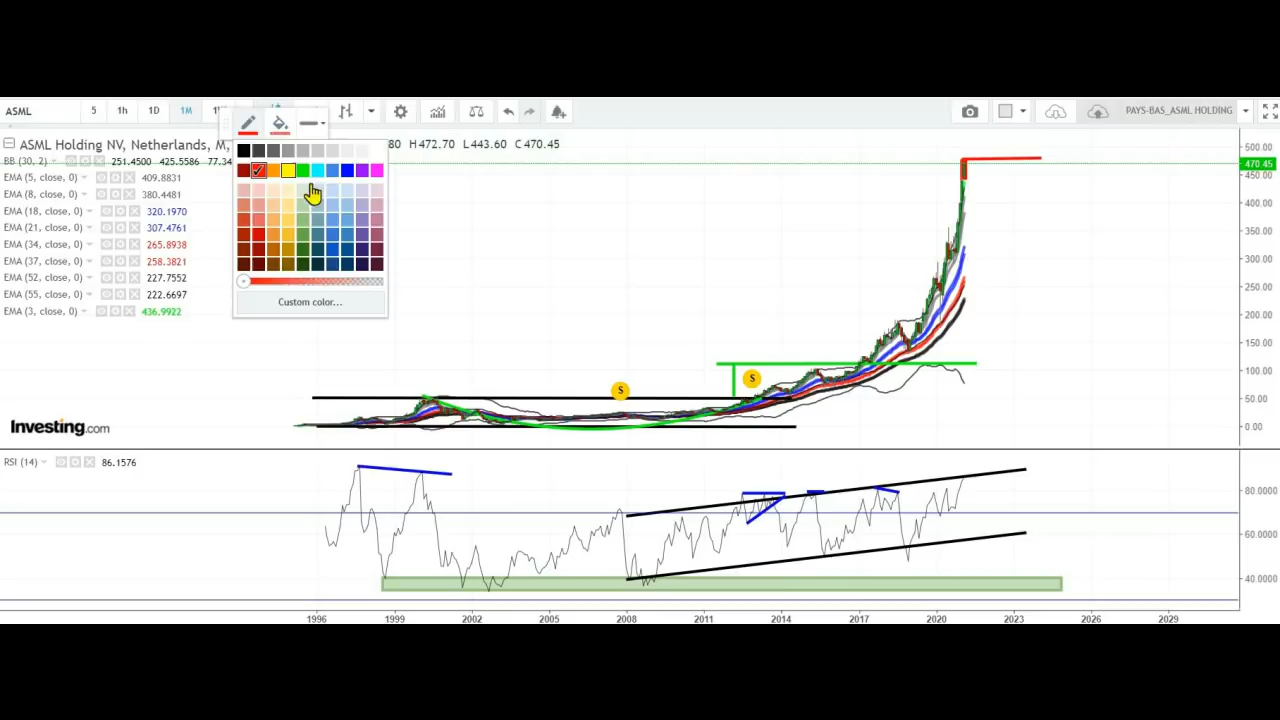 ASML 5 1h 1D 1M PAYS-BAS_ASML HOLDING
ASML Holding NV, Netherlands, M, 80 H 472.70 L 443.60 C 470.45
BB (30, 2) 251.4500 425.5586 77.34
EMA (5, close, 0) 409.8831
EMA (8, close, 0) 380.4481
EMA (18, close, 0) 320.1970
EMA (21, close, 0) 307.4761
EMA (34, close, 0) 265.8938
EMA (37, close, 0) 258.3821
EMA (52, close, 0) 227.7552
EMA (55, close, 0) 222.6697
EMA (3, close, 0) 436.9922
Custom color...
500.00
470.45
450.00
400.00
350.00
300.00
250.00
200.00
150.00
100.00
50.00
0.00
S
S
Investing.com
RSI (14) 86.1576
80.0000
60.0000
40.0000
1996 1999 2002 2005 2008 2011 2014 2017 2020 2023 2026 2029